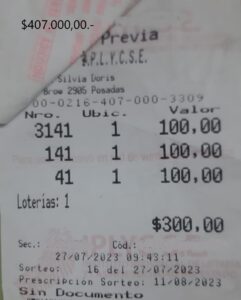 $407.000,00.-
Previa
I.P.L.Y.C.S.E.
Silvia Doris
Brow 2905 Posadas
00-0216-407-000-3309
Nro. Ubic. Valor
3141 1 100.00
141 1 100.00
41 1 100.00
Loterías: 1
$300.00
Sec.: Cod.:
27/07/2023 09:43:11
Sorteo: 16 del 27/07/2023
Prescripción Sorteo: 11/08/2023
Sin Documento